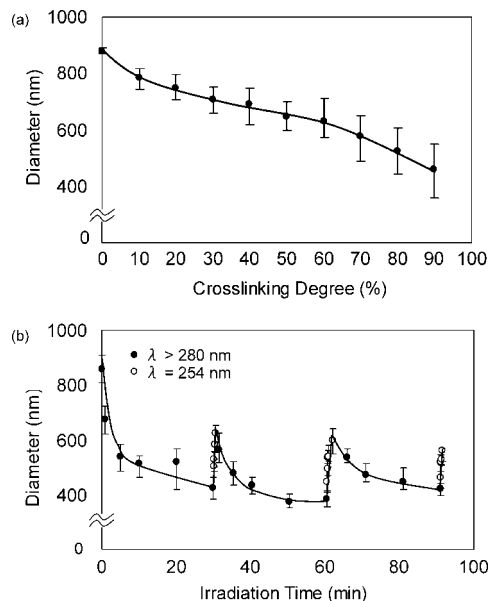 (a)
1000
800
600
400
0
Diameter (nm)
0 10 20 30 40 50 60 70 80 90 100
Crosslinking Degree (%)
(b)
1000
800
600
400
0
Diameter (nm)
● λ > 280 nm
○ λ = 254 nm
0 20 40 60 80 100
Irradiation Time (min)